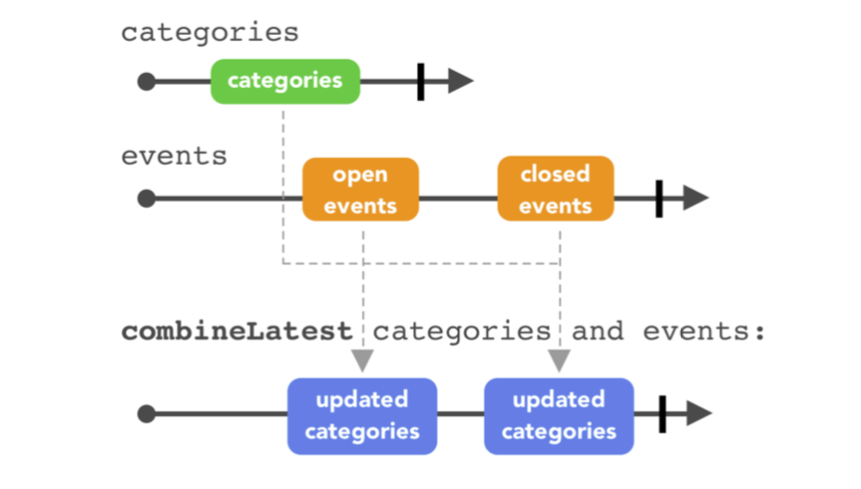 categories
categories
events
open
events
closed
events
combineLatest categories and events:
updated
categories
updated
categories